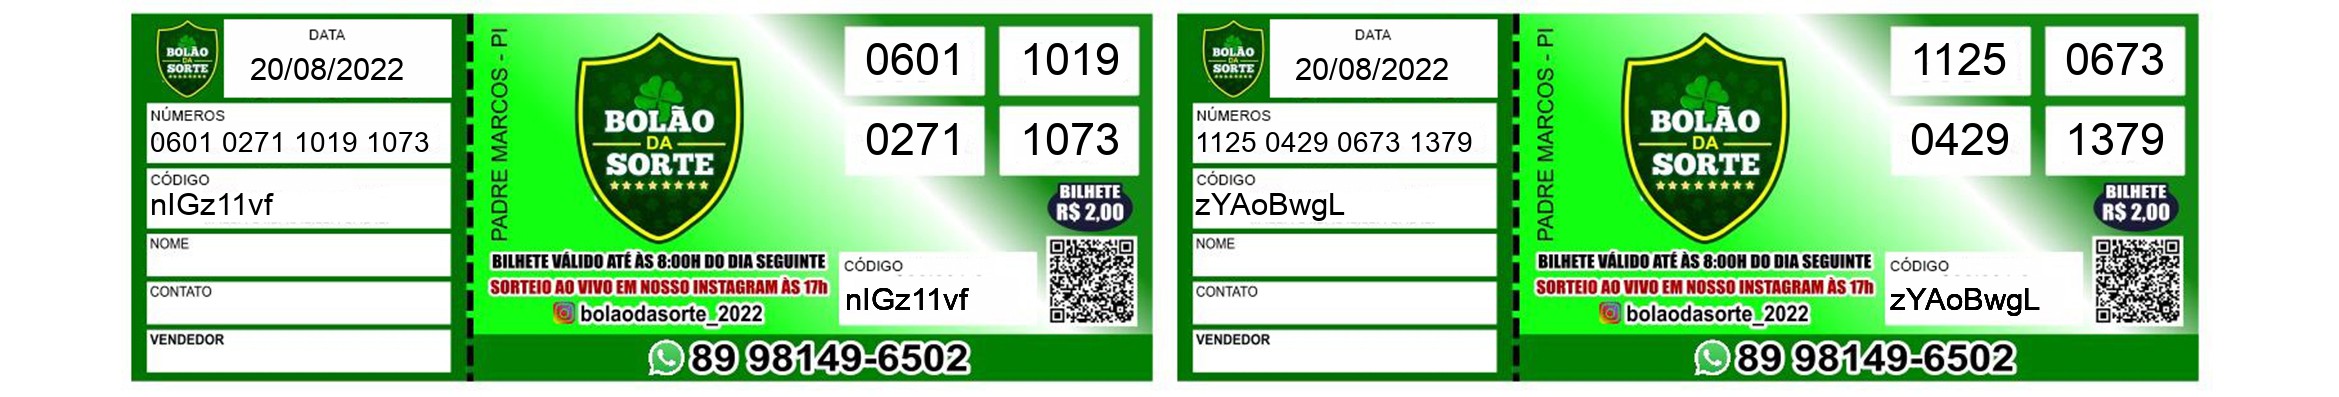 BOLÃO
DA
SORTE
DATA
20/08/2022
NÚMEROS
0601 0271 1019 1073
CÓDIGO
nIGz11vf
NOME
CONTATO
VENDEDOR
PADRE MARCOS - PI
BOLÃO
DA
SORTE
0601 1019
0271 1073
BILHETE
R$ 2,00
BILHETE VÁLIDO ATÉ ÀS 8:00H DO DIA SEGUINTE
SORTEIO AO VIVO EM NOSSO INSTAGRAM ÀS 17h
bolaodasorte_2022
CÓDIGO
nIGz11vf
89 98149-6502
BOLÃO
DA
SORTE
DATA
20/08/2022
NÚMEROS
1125 0429 0673 1379
CÓDIGO
zYAoBwgL
NOME
CONTATO
VENDEDOR
PADRE MARCOS - PI
BOLÃO
DA
SORTE
1125 0673
0429 1379
BILHETE
R$ 2,00
BILHETE VÁLIDO ATÉ ÀS 8:00H DO DIA SEGUINTE
SORTEIO AO VIVO EM NOSSO INSTAGRAM ÀS 17h
bolaodasorte_2022
CÓDIGO
zYAoBwgL
89 98149-6502